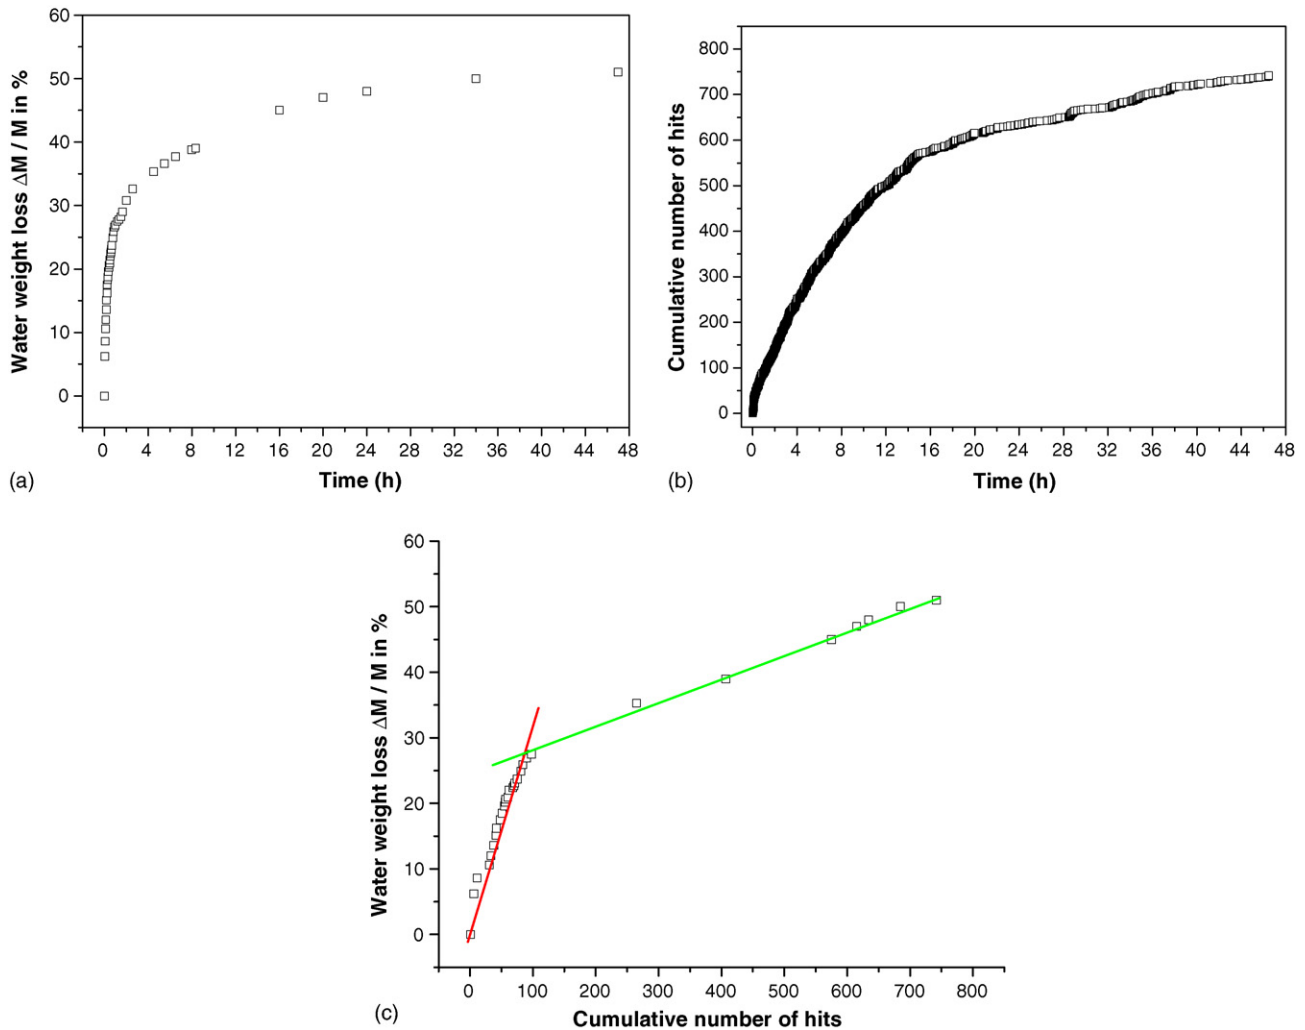 60
50
40
30
20
10
0
Water weight loss ΔM / M in %
0 4 8 12 16 20 24 28 32 36 40 44 48
Time (h)
(a)
800
700
600
500
400
300
200
100
0
Cumulative number of hits
0 4 8 12 16 20 24 28 32 36 40 44 48
Time (h)
(b)
60
50
40
30
20
10
0
Water weight loss ΔM / M in %
0 100 200 300 400 500 600 700 800
Cumulative number of hits
(c)